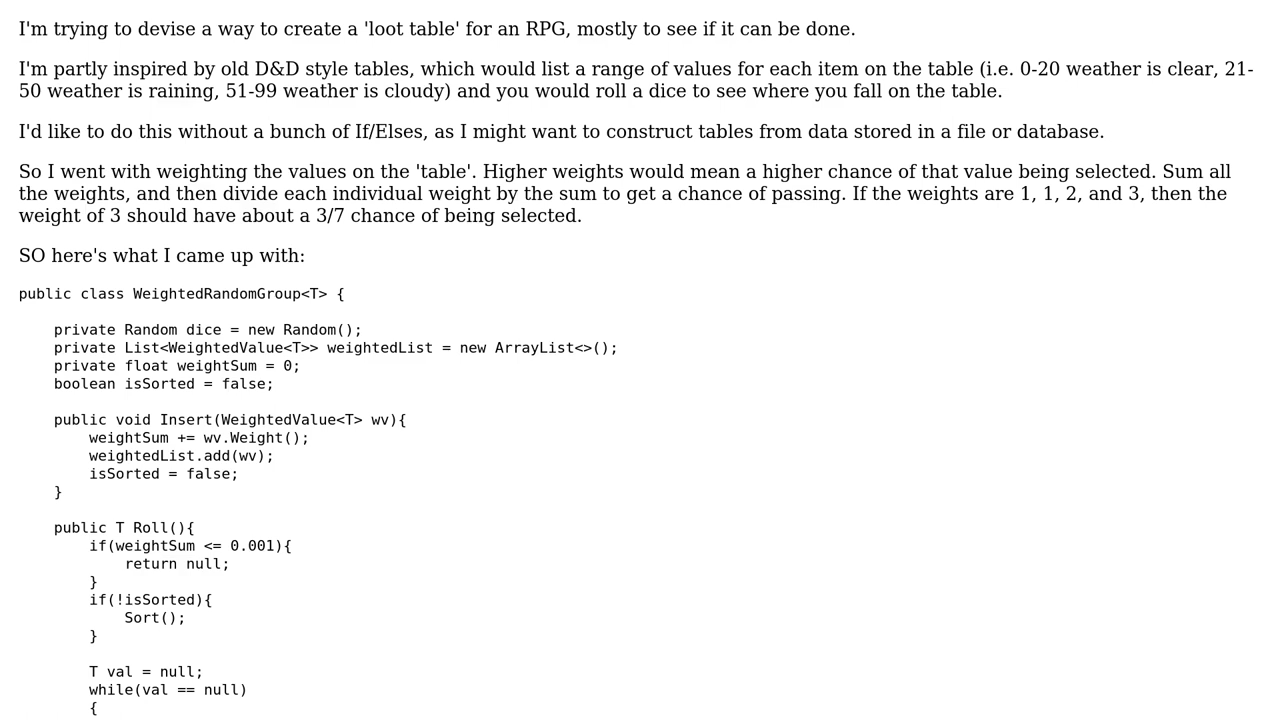 I'm trying to devise a way to create a 'loot table' for an RPG, mostly to see if it can be done.
I'm partly inspired by old D&D style tables, which would list a range of values for each item on the table (i.e. 0-20 weather is clear, 21-
50 weather is raining, 51-99 weather is cloudy) and you would roll a dice to see where you fall on the table.
I'd like to do this without a bunch of If/Elses, as I might want to construct tables from data stored in a file or database.
So I went with weighting the values on the 'table'. Higher weights would mean a higher chance of that value being selected. Sum all
the weights, and then divide each individual weight by the sum to get a chance of passing. If the weights are 1, 1, 2, and 3, then the
weight of 3 should have about a 3/7 chance of being selected.
SO here's what I came up with:
public class WeightedRandomGroup<T> {
    private Random dice = new Random();
    private List<WeightedValue<T>> weightedList = new ArrayList<>();
    private float weightSum = 0;
    boolean isSorted = false;
    public void Insert(WeightedValue<T> wv){
        weightSum += wv.Weight();
        weightedList.add(wv);
        isSorted = false;
    }
    public T Roll(){
        if(weightSum <= 0.001){
            return null;
        }
        if(!isSorted){
            Sort();
        }
        T val = null;
        while(val == null)
        {